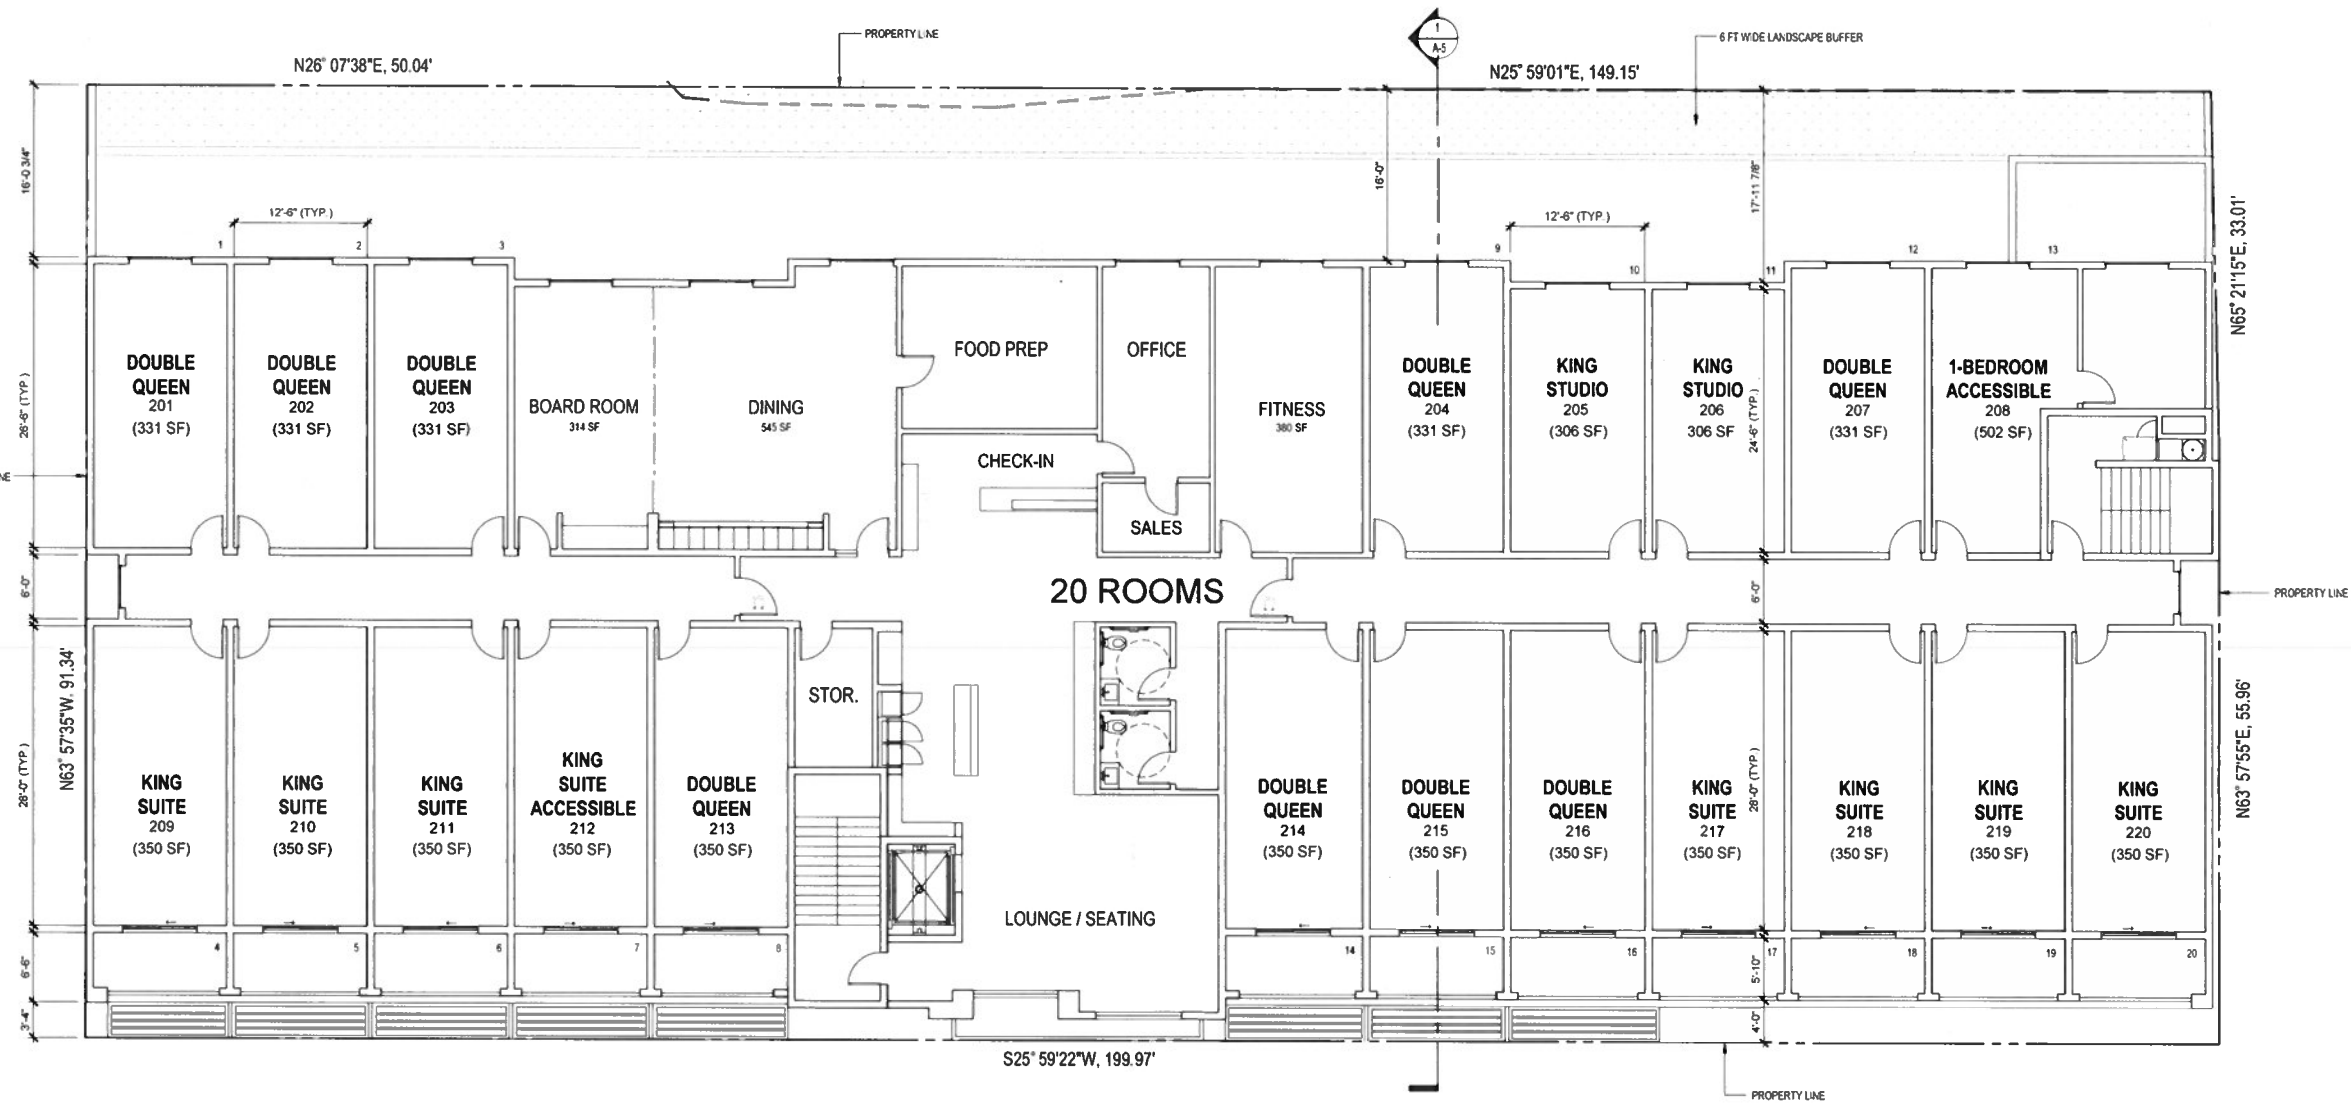 PROPERTY LINE
1
A-5
6 FT WIDE LANDSCAPE BUFFER
N26° 07'38"E, 50.04'
N25° 59'01"E, 149.15'
16'-0 3/4"
16'-0"
17'-11 7/8"
12'-6" (TYP.)
12'-6" (TYP.)
1
2
3
9
10
11
12
13
N65° 21'15"E, 33.01'
26'-6" (TYP.)
DOUBLE
QUEEN
201
(331 SF)
DOUBLE
QUEEN
202
(331 SF)
DOUBLE
QUEEN
203
(331 SF)
BOARD ROOM
314 SF
DINING
545 SF
FOOD PREP
OFFICE
CHECK-IN
SALES
FITNESS
380 SF
DOUBLE
QUEEN
204
(331 SF)
KING
STUDIO
205
(306 SF)
KING
STUDIO
206
306 SF
24'-6" (TYP.)
DOUBLE
QUEEN
207
(331 SF)
1-BEDROOM
ACCESSIBLE
208
(502 SF)
6'-0"
20 ROOMS
6'-0"
PROPERTY LINE
N63° 57'35"W. 91.34'
28'-0" (TYP.)
KING
SUITE
209
(350 SF)
KING
SUITE
210
(350 SF)
KING
SUITE
211
(350 SF)
KING
SUITE
ACCESSIBLE
212
(350 SF)
DOUBLE
QUEEN
213
(350 SF)
STOR.
LOUNGE / SEATING
DOUBLE
QUEEN
214
(350 SF)
DOUBLE
QUEEN
215
(350 SF)
DOUBLE
QUEEN
216
(350 SF)
KING
SUITE
217
(350 SF)
28'-0" (TYP.)
KING
SUITE
218
(350 SF)
KING
SUITE
219
(350 SF)
KING
SUITE
220
(350 SF)
N63° 57'55"E, 55.96'
4
5
6
7
8
14
15
16
17
18
19
20
6'-6"
5'-10"
3'-4"
4'-0"
S25° 59'22"W, 199.97'
PROPERTY LINE